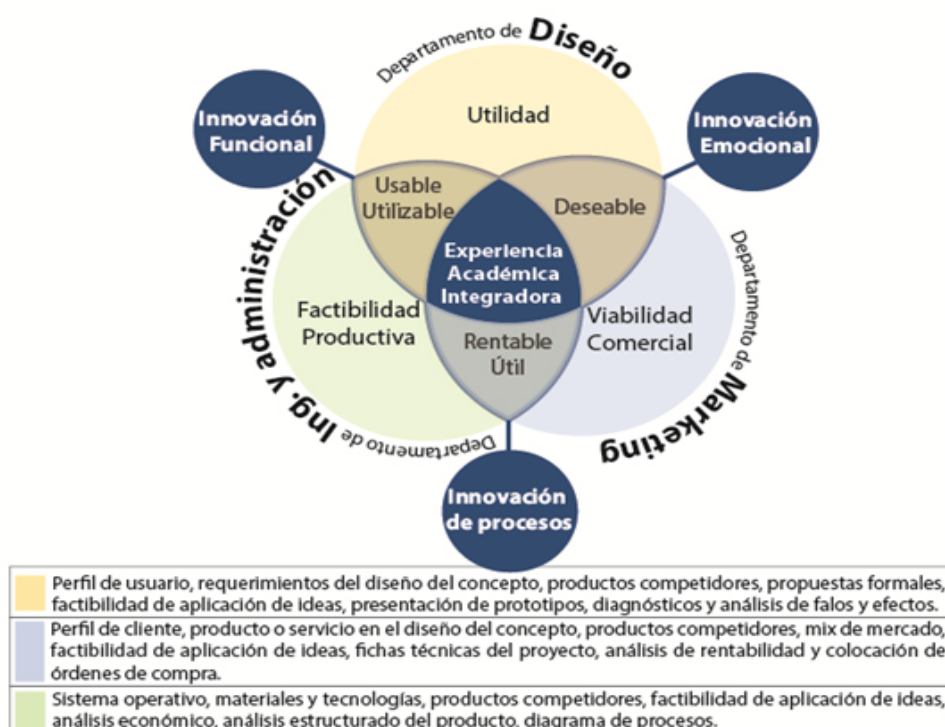 Departamento de Diseño
Innovación
Funcional
Utilidad
Innovación
Emocional
Usable
Utilizable
Deseable
Departamento de Ing. y administración
Experiencia
Académica
Integradora
Departamento de Marketing
Factibilidad
Productiva
Viabilidad
Comercial
Rentable
Útil
Innovación
de procesos
Perfil de usuario, requerimientos del diseño del concepto, productos competidores, propuestas formales,
factibilidad de aplicación de ideas, presentación de prototipos, diagnósticos y análisis de falos y efectos.
Perfil de cliente, producto o servicio en el diseño del concepto, productos competidores, mix de mercado,
factibilidad de aplicación de ideas, fichas técnicas del proyecto, análisis de rentabilidad y colocación de
órdenes de compra.
Sistema operativo, materiales y tecnologías, productos competidores, factibilidad de aplicación de ideas,
análisis económico, análisis estructurado del producto, diagrama de procesos.